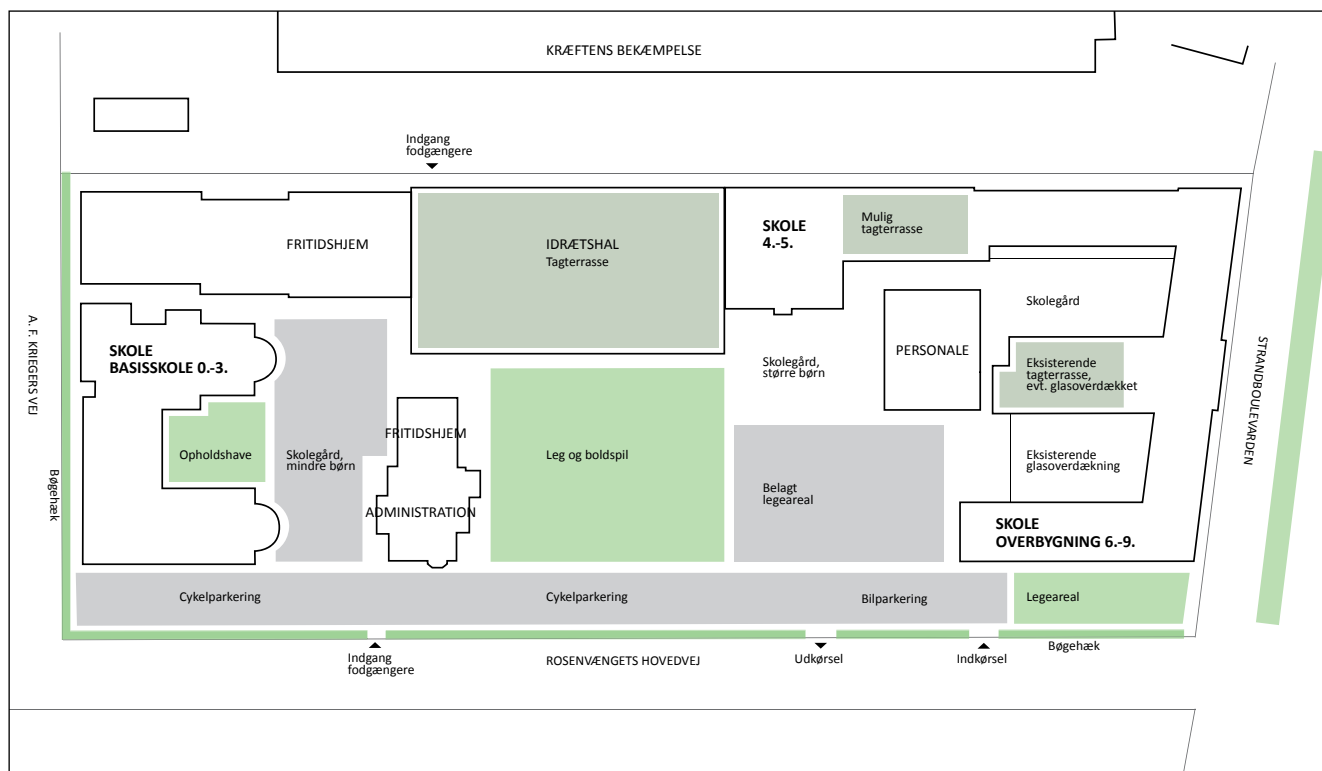 KRÆFTENS BEKÆMPELSE
Indgang
fodgængere
FRITIDSHJEM
IDRÆTSHAL
Tagterrasse
SKOLE
4.-5.
Mulig
tagterrasse
Skolegård
A. F. KRIEGERS VEJ
SKOLE
BASISSKOLE 0.-3.
Skolegård,
større børn
PERSONALE
Eksisterende
tagterrasse,
evt. glasoverdækket
STRANDBOULEVARDEN
Bøgehæk
Opholdshave
Skolegård,
mindre børn
FRITIDSHJEM
Leg og boldspil
Eksisterende
glasoverdækning
Belagt
legeareal
ADMINISTRATION
SKOLE
OVERBYGNING 6.-9.
Cykelparkering
Cykelparkering
Bilparkering
Legeareal
Indgang
fodgængere
ROSENVÆNGETS HOVEDVEJ
Udkørsel
Indkørsel
Bøgehæk